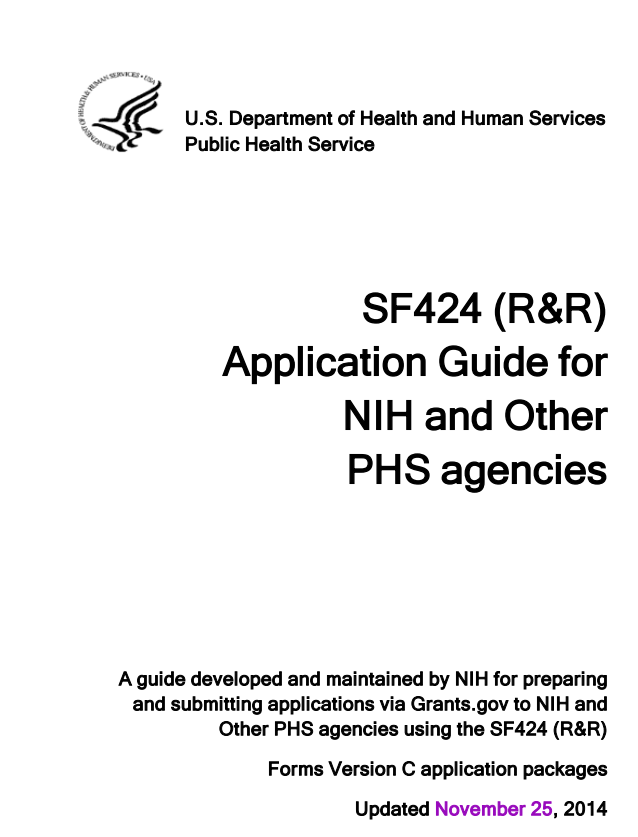 DEPARTMENT OF HEALTH & HUMAN SERVICES • USA
U.S. Department of Health and Human Services
Public Health Service
SF424 (R&R)
Application Guide for
NIH and Other
PHS agencies
A guide developed and maintained by NIH for preparing
and submitting applications via Grants.gov to NIH and
Other PHS agencies using the SF424 (R&R)
Forms Version C application packages
Updated November 25, 2014